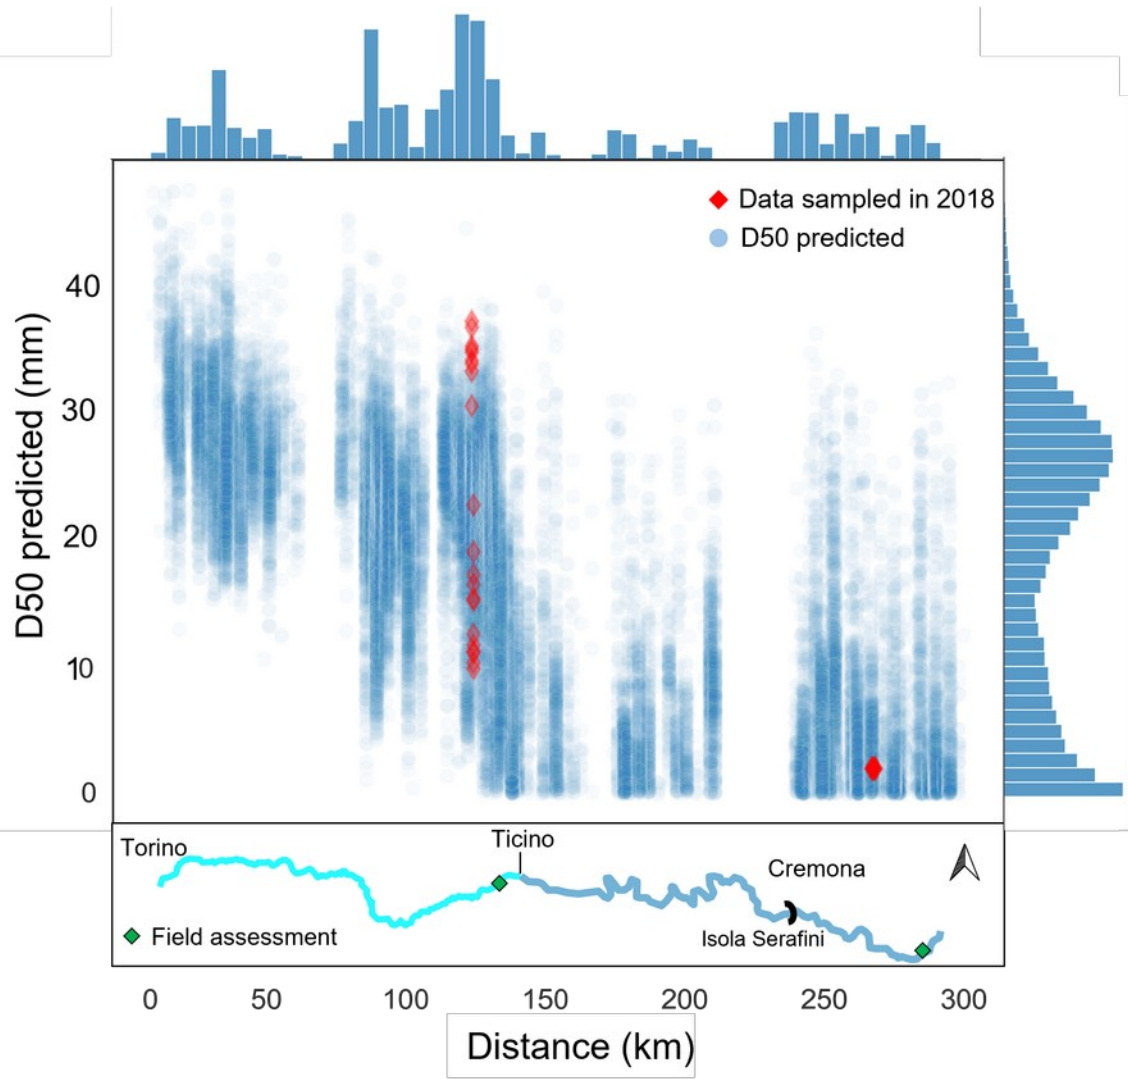 Data sampled in 2018
D50 predicted
D50 predicted (mm)
40
30
20
10
0
Torino
Ticino
Cremona
Isola Serafini
Field assessment
0 50 100 150 200 250 300
Distance (km)